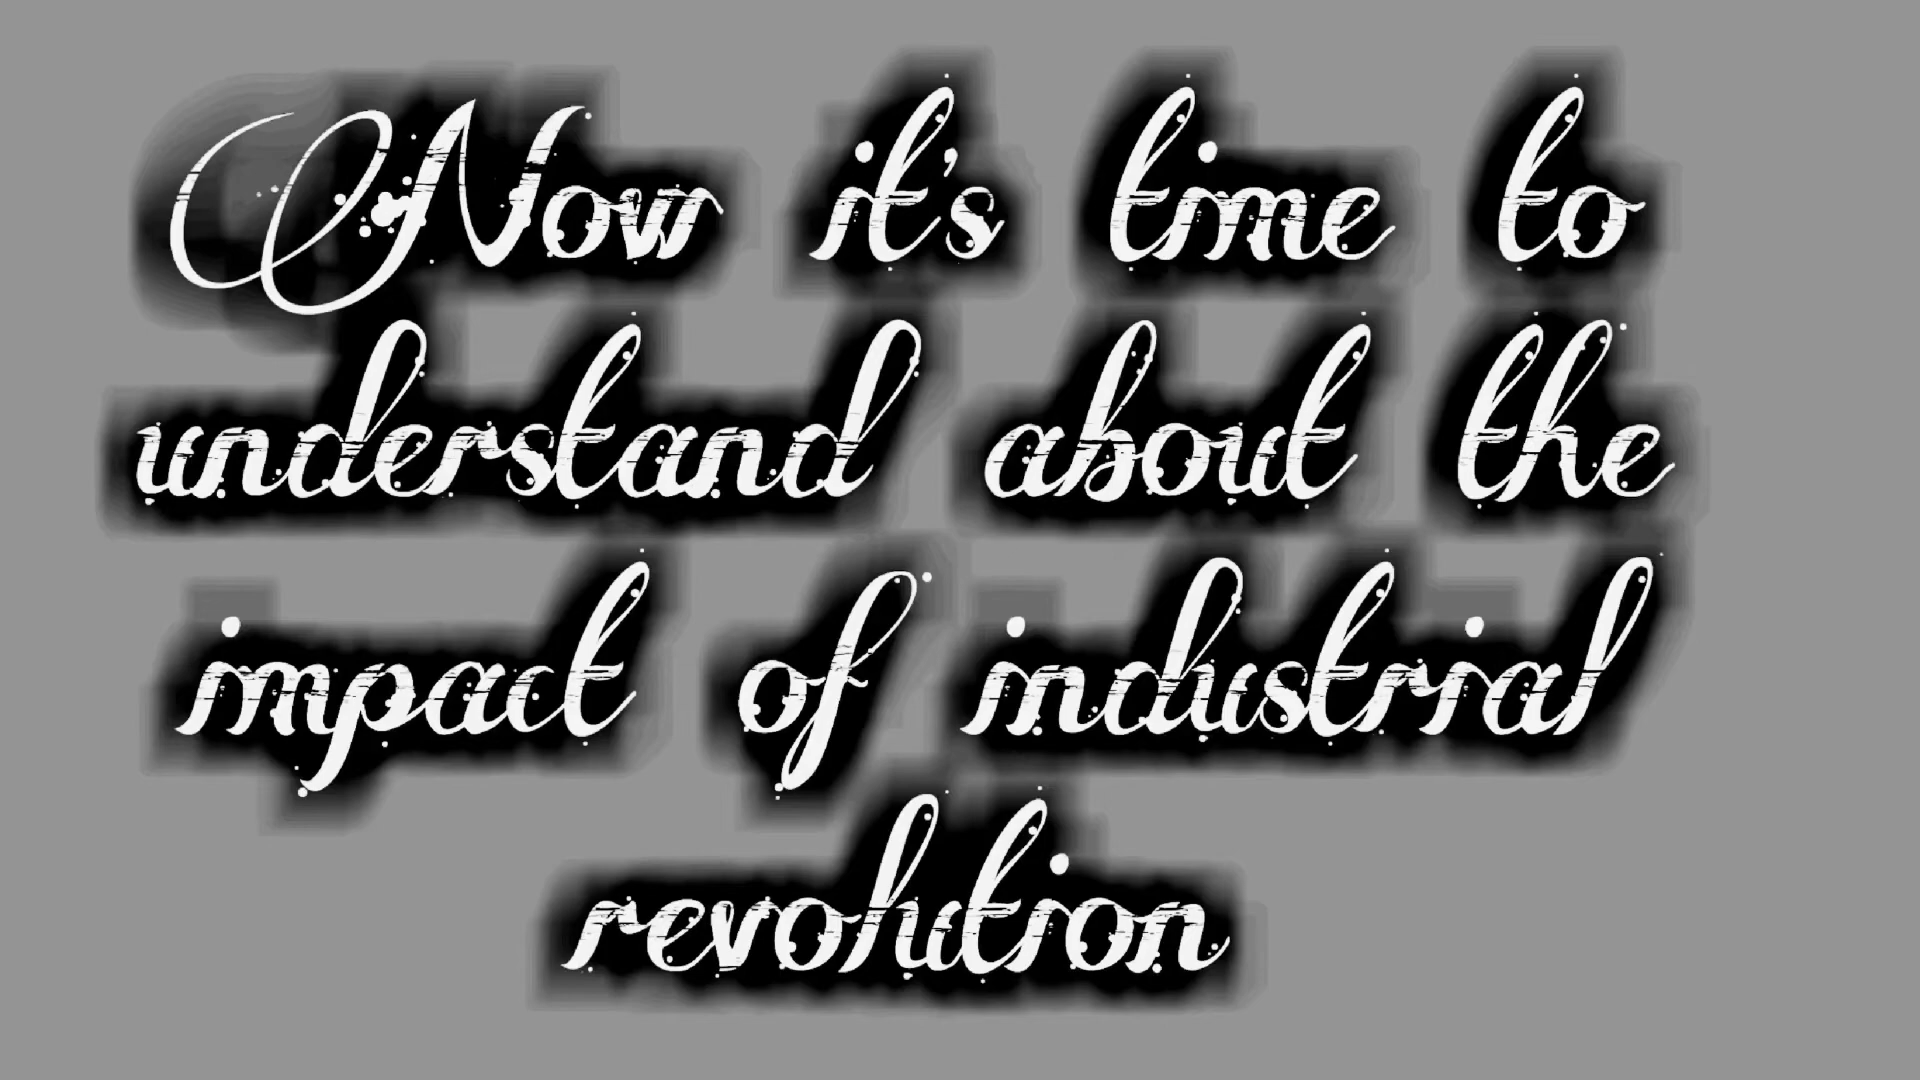 Now it's time to
understand about the
impact of industrial
revolution